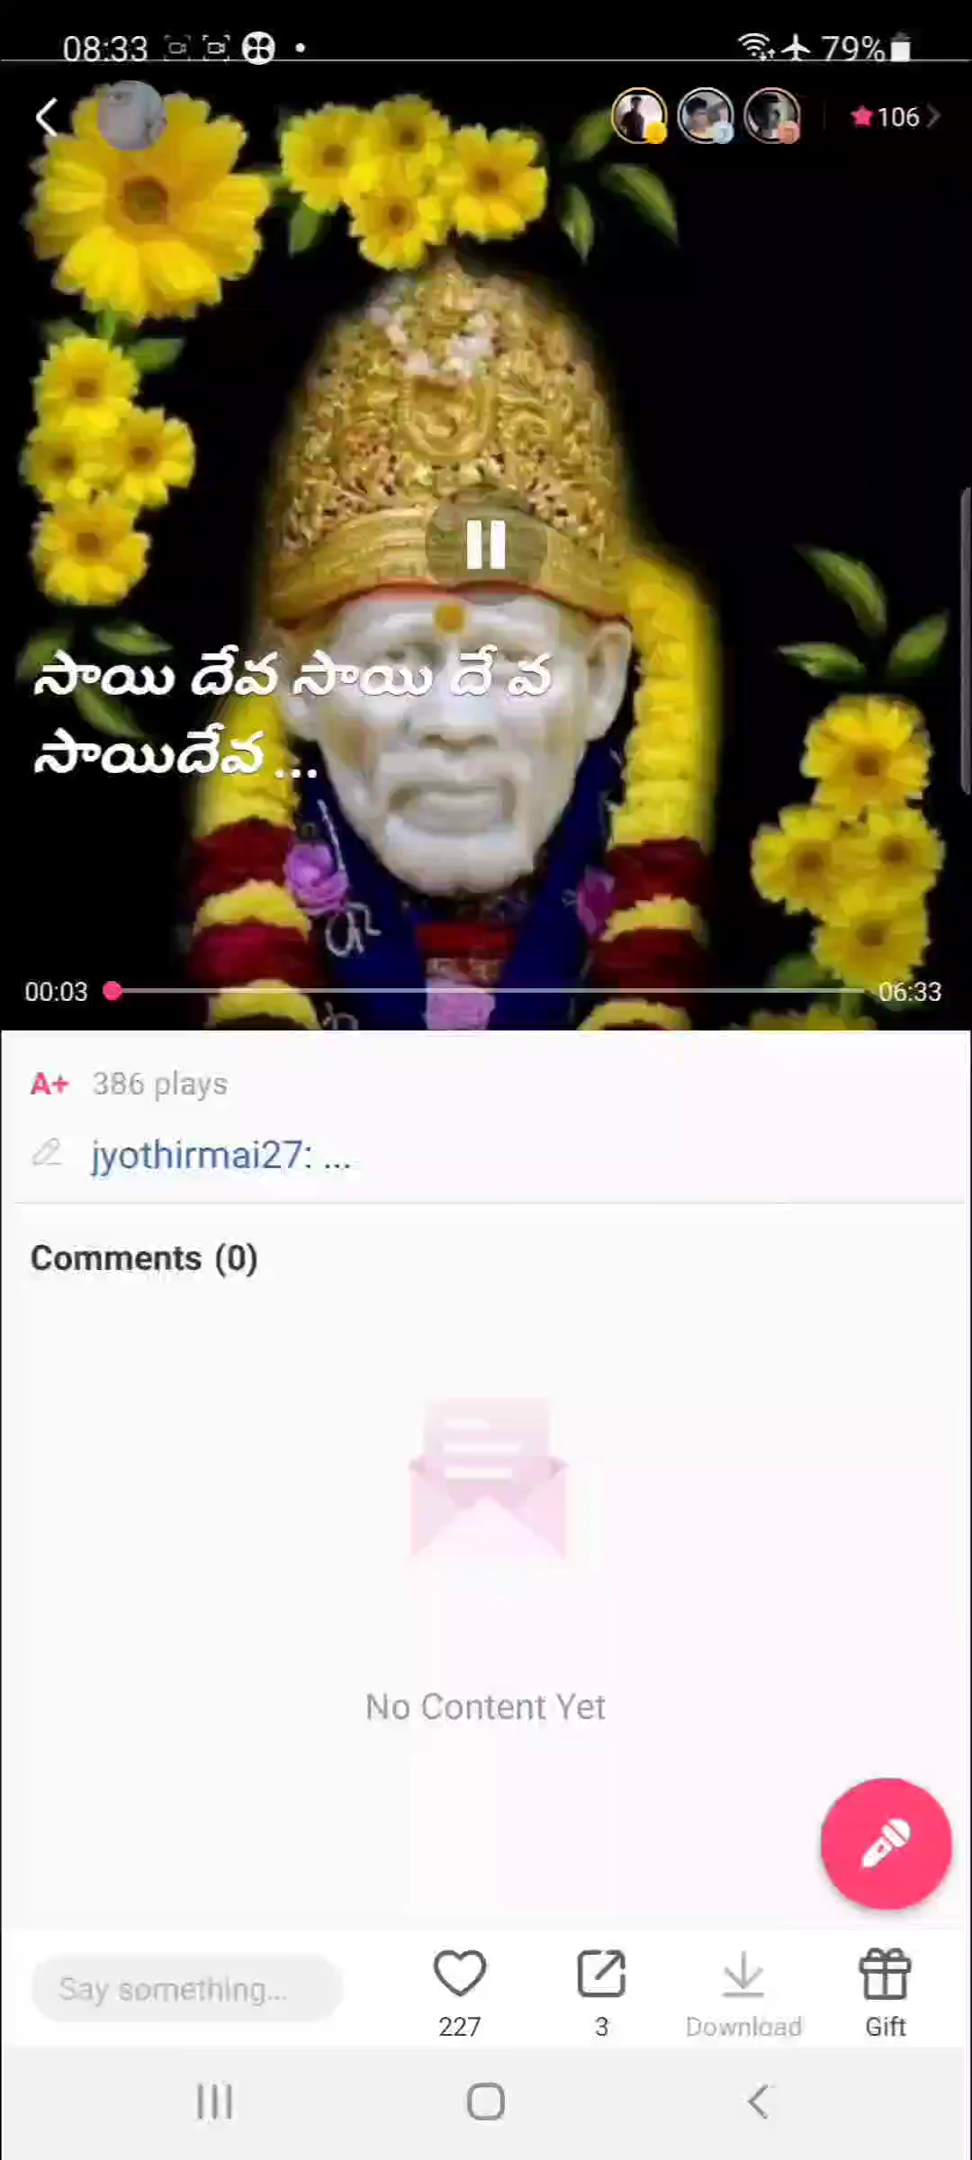 08:33
79%
106
సాయి దేవ సాయి దే వ
సాయిదేవ...
00:03
06:33
A+ 386 plays
jyothirmai27: ...
Comments (0)
No Content Yet
Say something...
227
3
Download
Gift